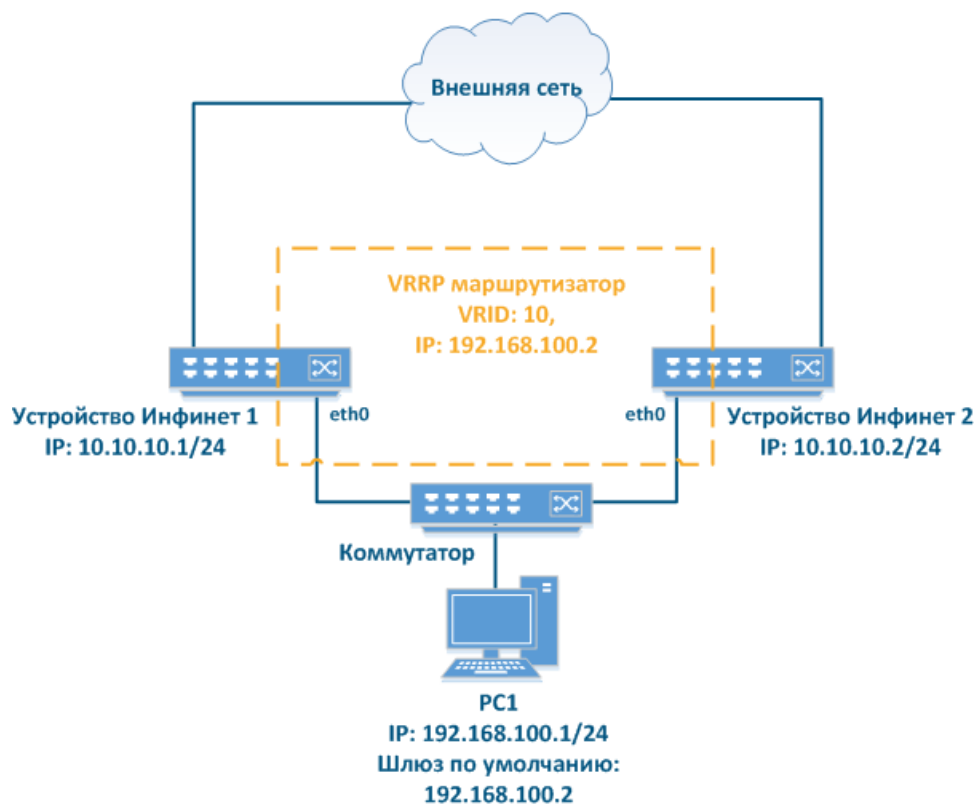 Внешняя сеть
VRRP маршрутизатор
VRID: 10,
IP: 192.168.100.2
Устройство Инфинет 1
IP: 10.10.10.1/24
eth0
eth0
Устройство Инфинет 2
IP: 10.10.10.2/24
Коммутатор
PC1
IP: 192.168.100.1/24
Шлюз по умолчанию:
192.168.100.2